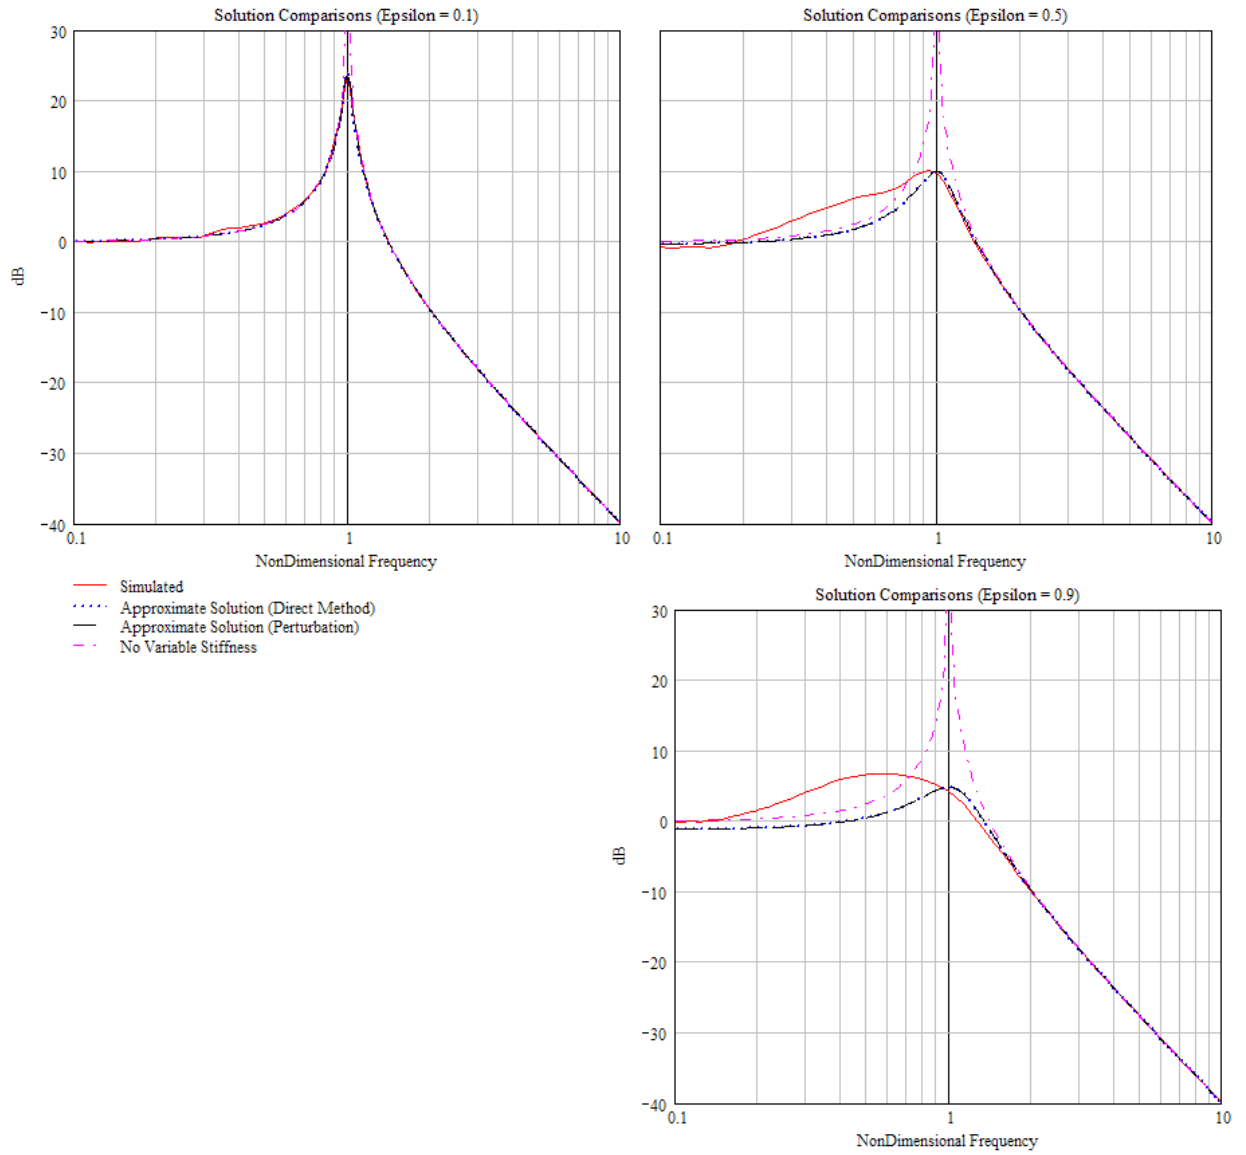 Solution Comparisons (Epsilon = 0.1)
30
20
10
0
−10
−20
−30
−40
dB
0.1
1
10
NonDimensional Frequency
Simulated
Approximate Solution (Direct Method)
Approximate Solution (Perturbation)
No Variable Stiffness
Solution Comparisons (Epsilon = 0.5)
0.1
1
10
NonDimensional Frequency
Solution Comparisons (Epsilon = 0.9)
30
20
10
0
−10
−20
−30
−40
dB
0.1
1
10
NonDimensional Frequency